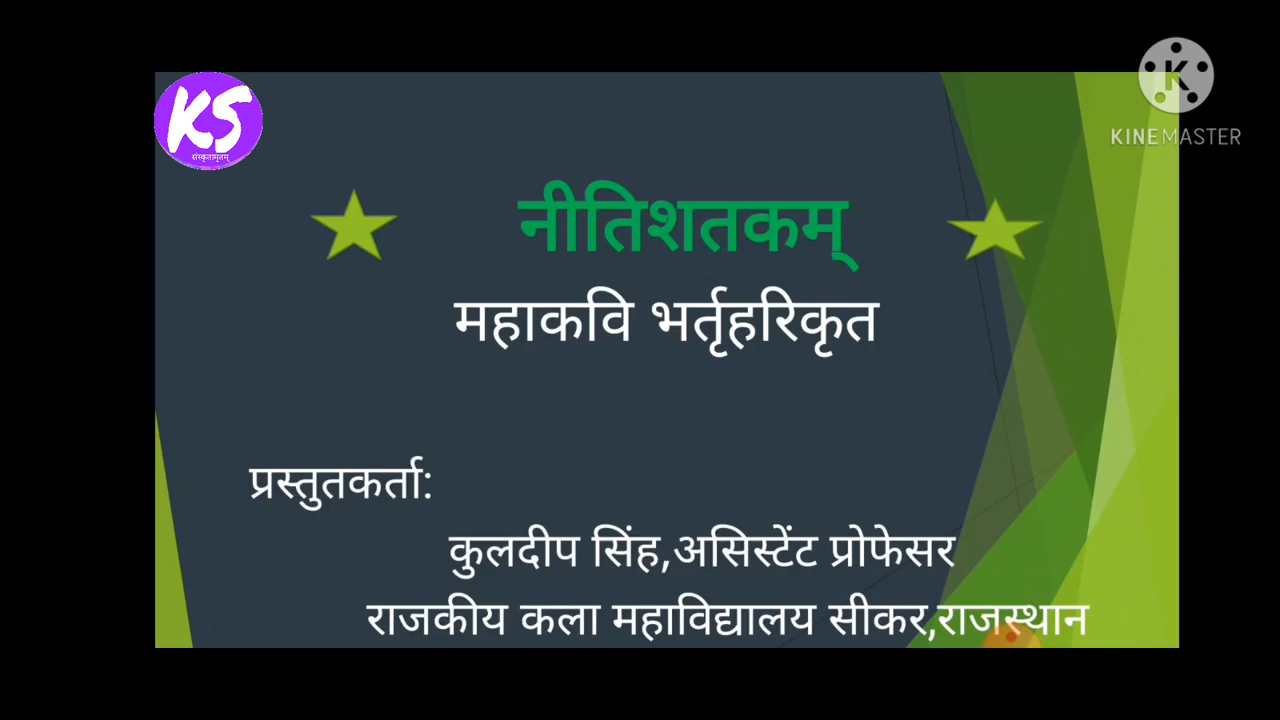 KS
संस्कृतामृतम्
K
KINEMASTER
नीतिशतकम्
महाकवि भर्तृहरिकृत
प्रस्तुतकर्ता:
कुलदीप सिंह,असिस्टेंट प्रोफेसर
राजकीय कला महाविद्यालय सीकर,राजस्थान